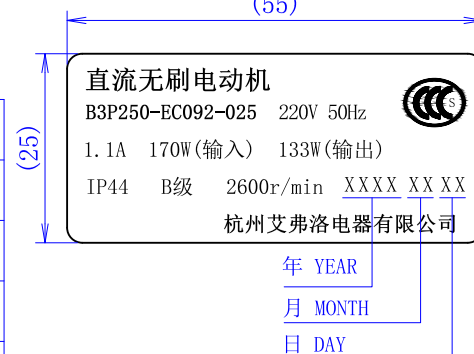 (55)
(25)
直流无刷电动机
B3P250-EC092-025 220V 50Hz
S
1.1A 170W(输入) 133W(输出)
IP44 B级 2600r/min XXXX XX XX
杭州艾弗洛电器有限公司
年 YEAR
月 MONTH
日 DAY